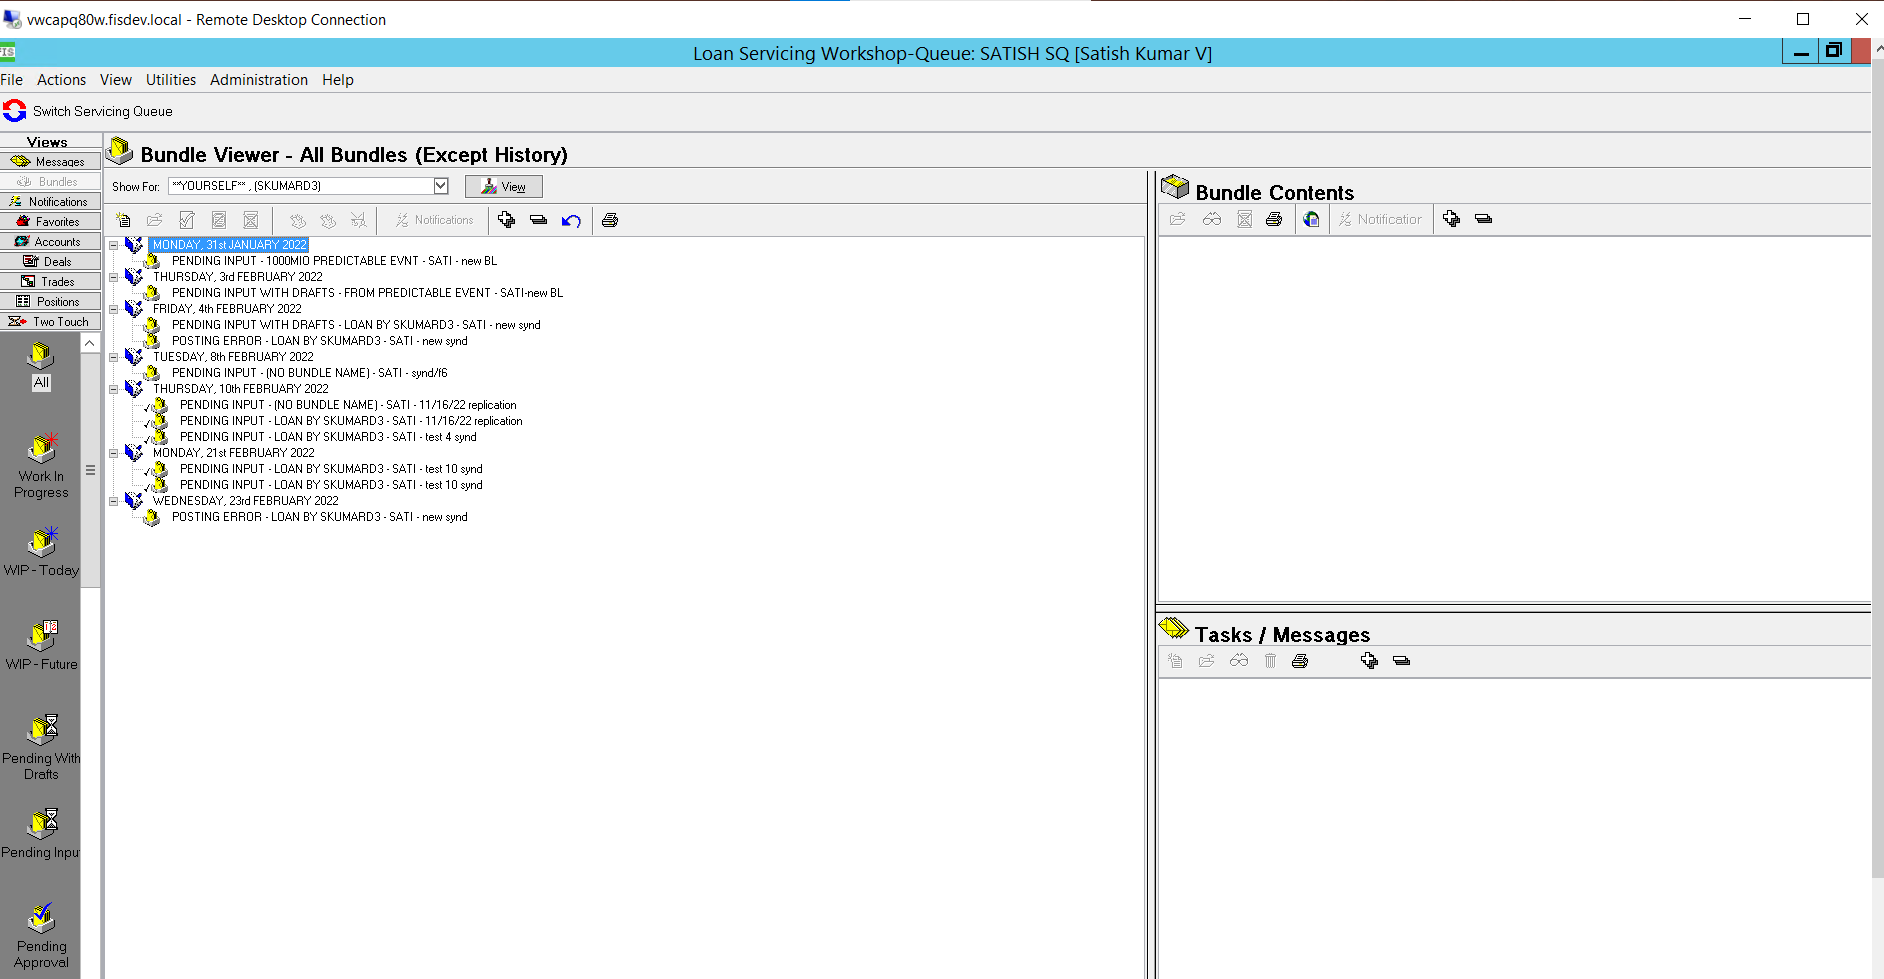 vwcapq80w.fisdev.local - Remote Desktop Connection
FIS
Loan Servicing Workshop-Queue: SATISH SQ [Satish Kumar V]
File Actions View Utilities Administration Help
Switch Servicing Queue
Views
Messages
Bundles
Notifications
Favorites
Accounts
Deals
Trades
Positions
Two Touch
All
Work In
Progress
WIP - Today
WIP - Future
Pending With
Drafts
Pending Inpu
Pending
Approval
Bundle Viewer - All Bundles (Except History)
Show For: **YOURSELF** , (SKUMARD3) View
Notifications
MONDAY, 31st JANUARY 2022
PENDING INPUT - 1000MIO PREDICTABLE EVNT - SATI - new BL
THURSDAY, 3rd FEBRUARY 2022
PENDING INPUT WITH DRAFTS - FROM PREDICTABLE EVENT - SATI-new BL
FRIDAY, 4th FEBRUARY 2022
PENDING INPUT WITH DRAFTS - LOAN BY SKUMARD3 - SATI - new synd
POSTING ERROR - LOAN BY SKUMARD3 - SATI - new synd
TUESDAY, 8th FEBRUARY 2022
PENDING INPUT - (NO BUNDLE NAME) - SATI - synd/f6
THURSDAY, 10th FEBRUARY 2022
PENDING INPUT - (NO BUNDLE NAME) - SATI - 11/16/22 replication
PENDING INPUT - LOAN BY SKUMARD3 - SATI - 11/16/22 replication
PENDING INPUT - LOAN BY SKUMARD3 - SATI - test 4 synd
MONDAY, 21st FEBRUARY 2022
PENDING INPUT - LOAN BY SKUMARD3 - SATI - test 10 synd
PENDING INPUT - LOAN BY SKUMARD3 - SATI - test 10 synd
WEDNESDAY, 23rd FEBRUARY 2022
POSTING ERROR - LOAN BY SKUMARD3 - SATI - new synd
Bundle Contents
Notification
Tasks / Messages